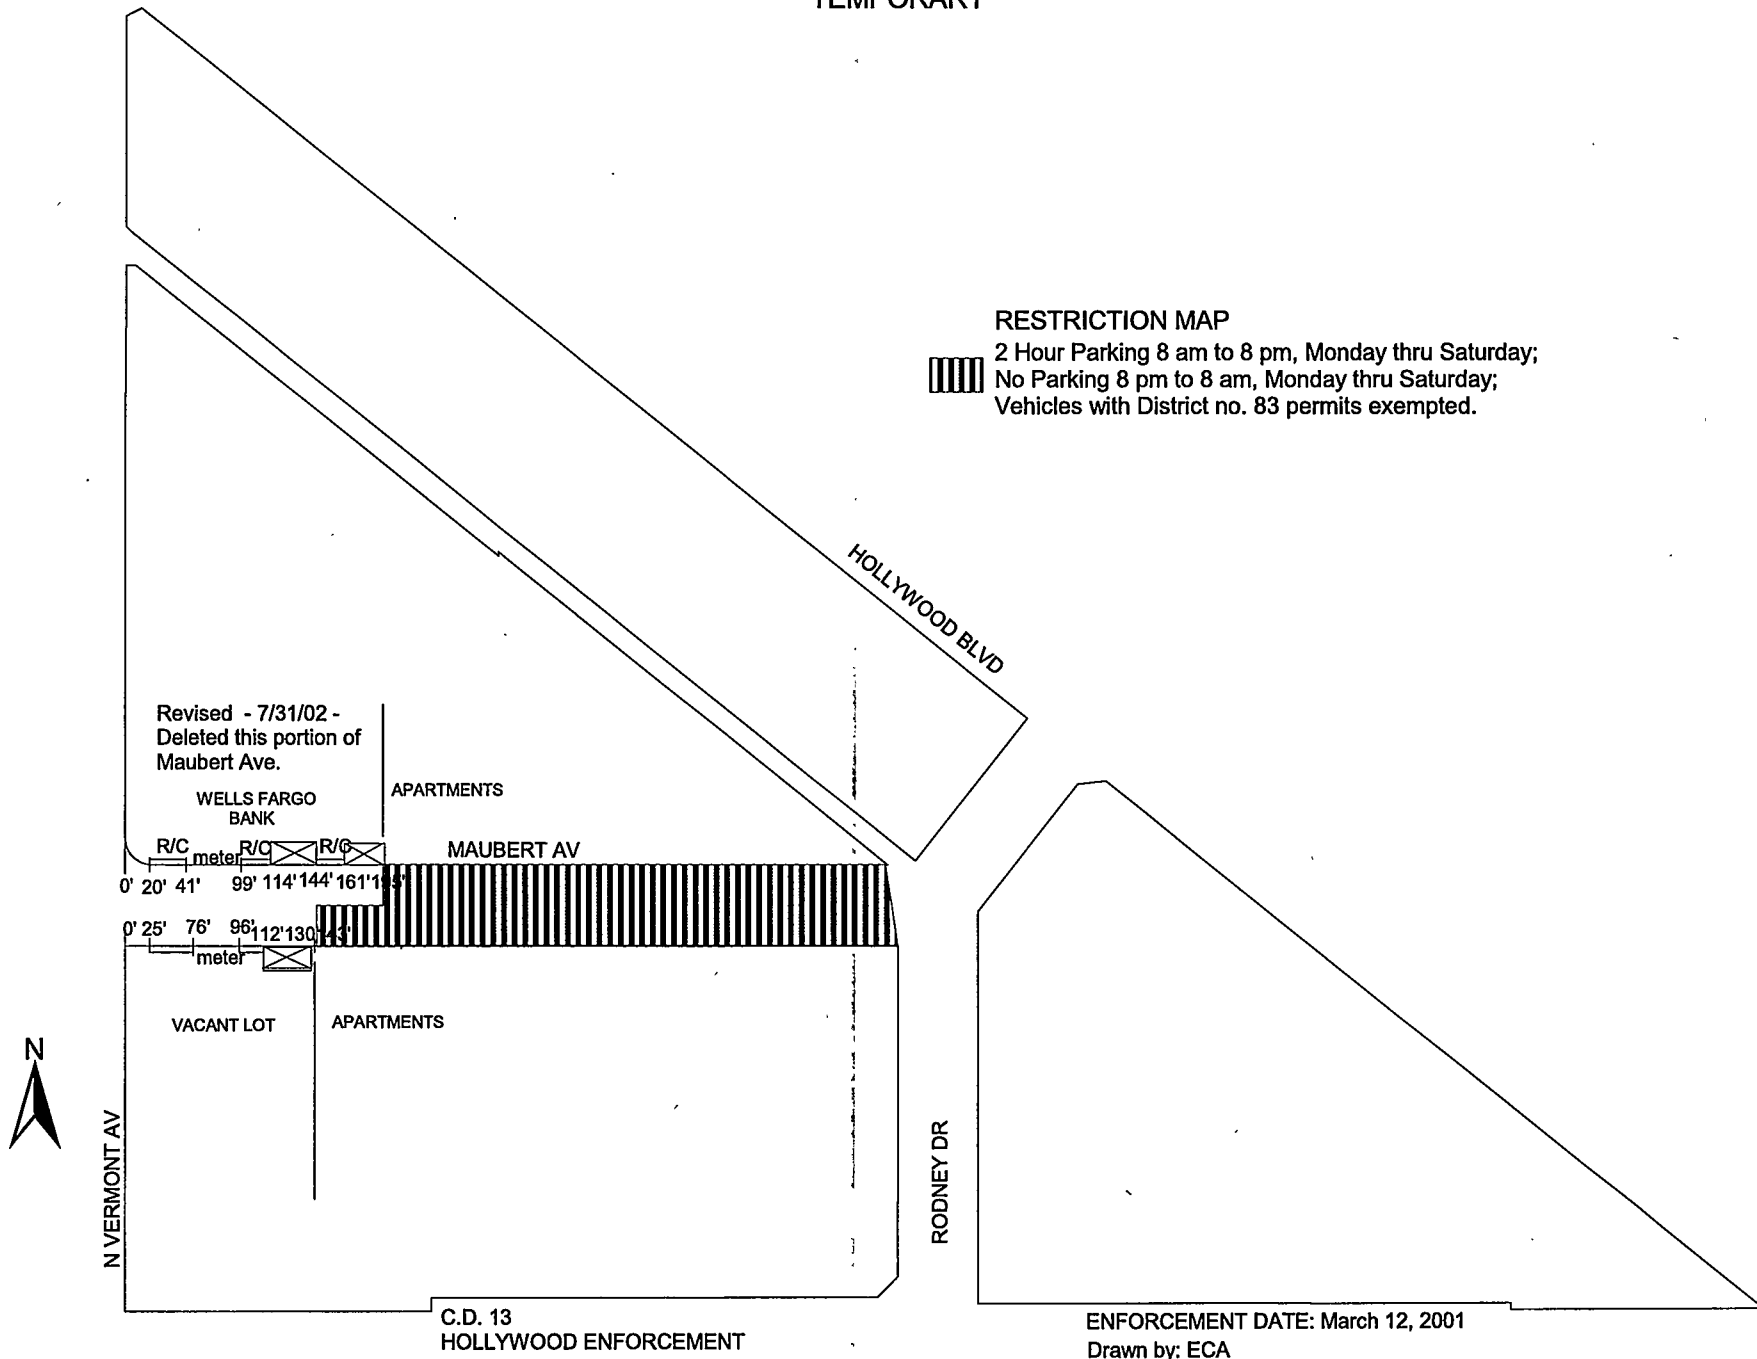 TEMPORARY
RESTRICTION MAP
2 Hour Parking 8 am to 8 pm, Monday thru Saturday;
No Parking 8 pm to 8 am, Monday thru Saturday;
Vehicles with District no. 83 permits exempted.
HOLLYWOOD BLVD
Revised - 7/31/02 -
Deleted this portion of
Maubert Ave.
WELLS FARGO
BANK
APARTMENTS
R/C meter R/C R/C
MAUBERT AV
0' 20' 41' 99' 114' 144' 161' 195'
0' 25' 76' 96' 112' 130' 143'
meter
VACANT LOT
APARTMENTS
N
N VERMONT AV
RODNEY DR
C.D. 13
HOLLYWOOD ENFORCEMENT
ENFORCEMENT DATE: March 12, 2001
Drawn by: ECA